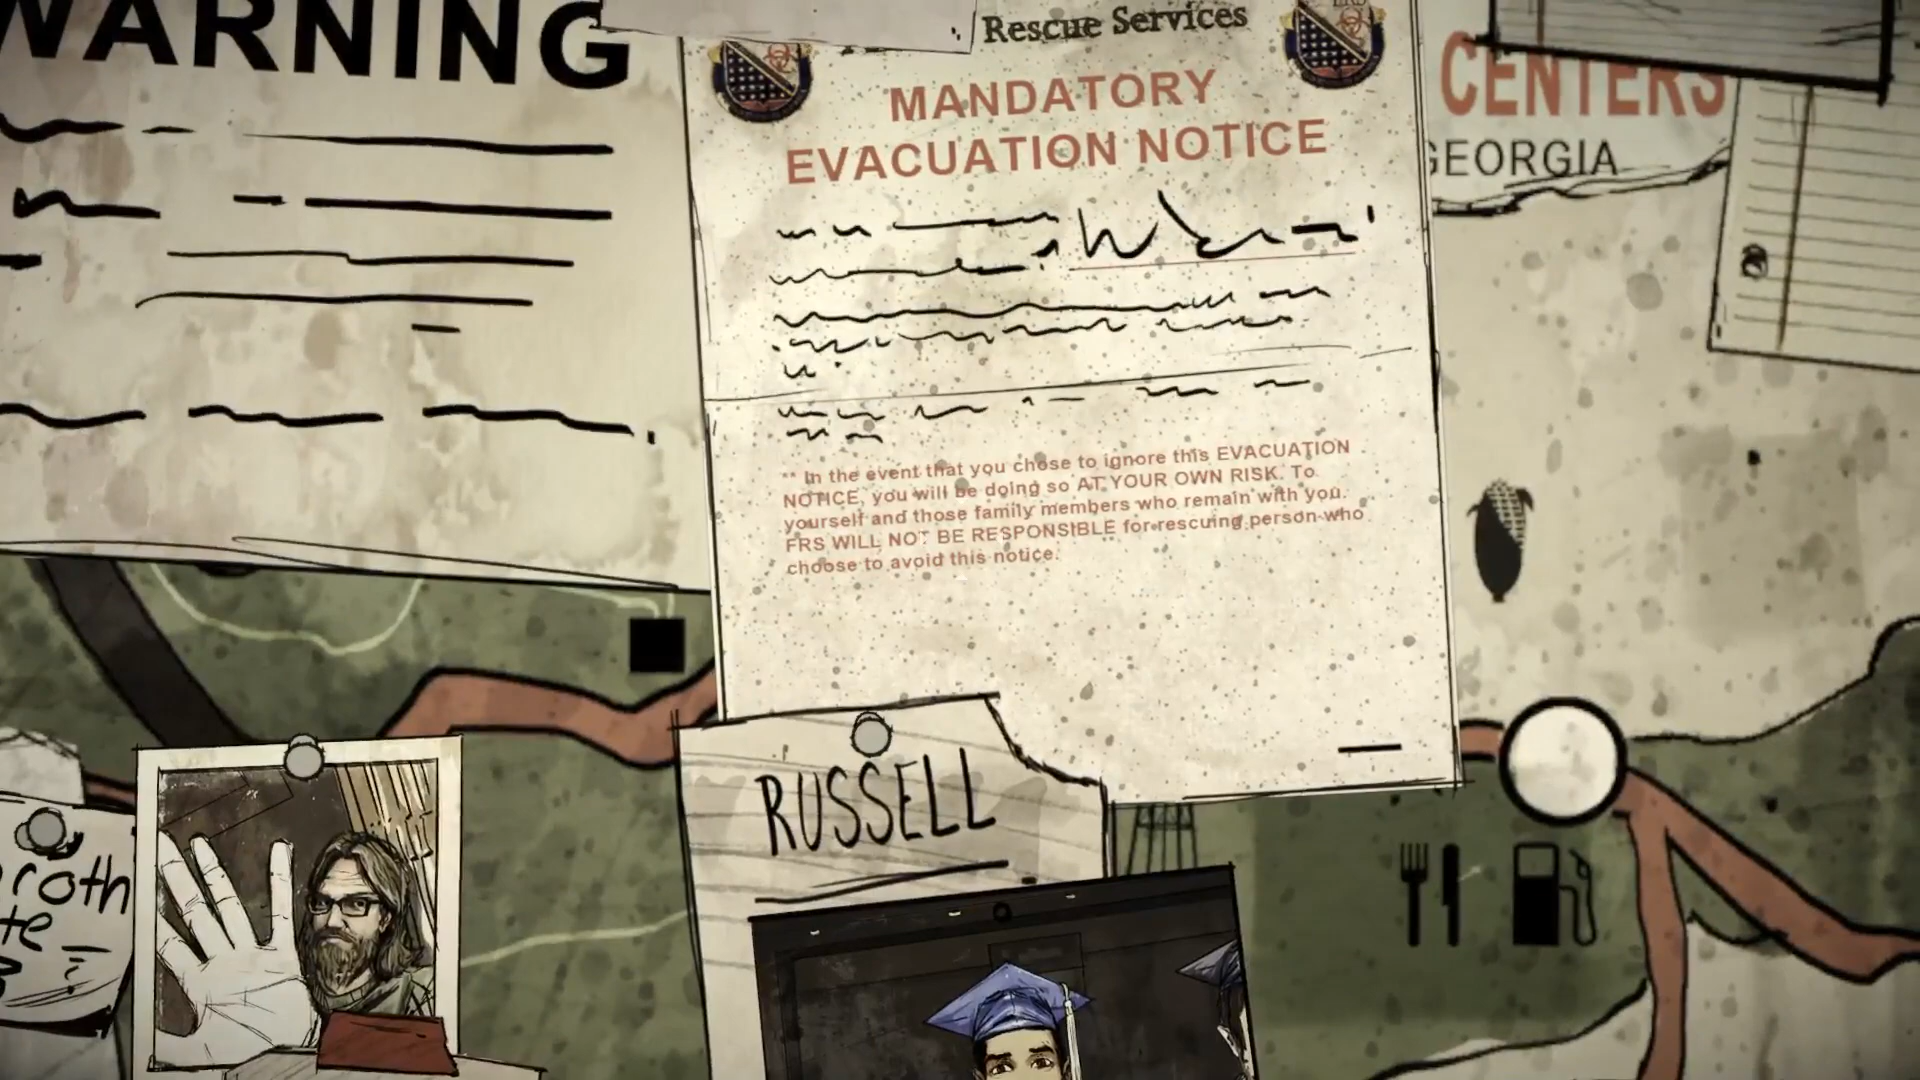 WARNING
Rescue Services
MANDATORY
EVACUATION NOTICE
** In the event that you chose to ignore this EVACUATION
NOTICE, you will be doing so AT YOUR OWN RISK. To
yourself and those family members who remain with you.
FRS WILL NOT BE RESPONSIBLE for rescuing person who
choose to avoid this notice.
CENTERS
GEORGIA
RUSSELL
roth
te